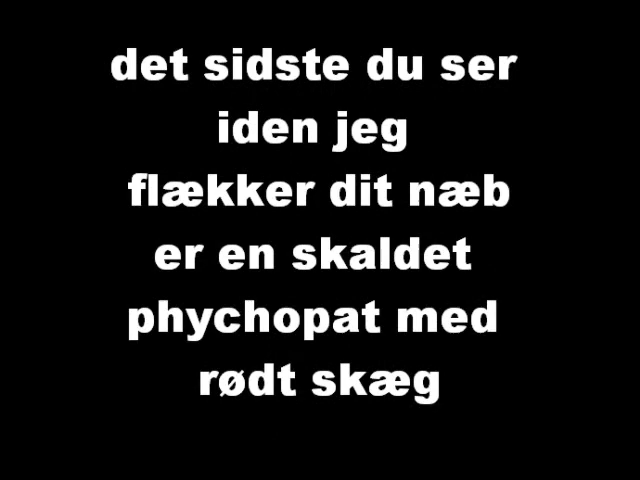 det sidste du ser
iden jeg
flækker dit næb
er en skaldet
phychopat med
rødt skæg